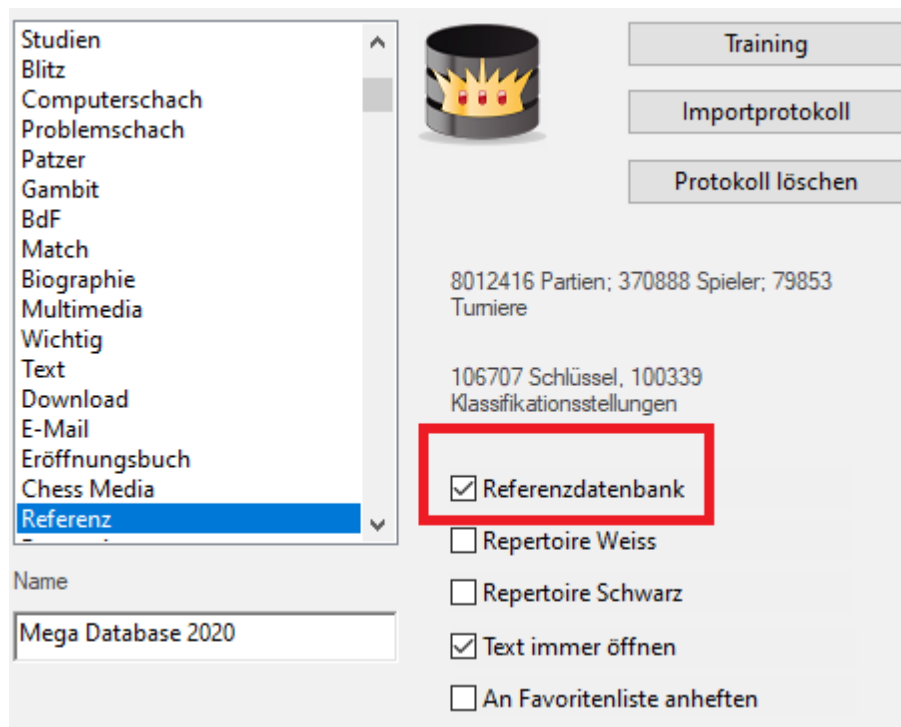 Studien
Blitz
Computerschach
Problemschach
Patzer
Gambit
BdF
Match
Biographie
Multimedia
Wichtig
Text
Download
E-Mail
Eröffnungsbuch
Chess Media
Referenz
Name
Mega Database 2020
Training
Importprotokoll
Protokoll löschen
8012416 Partien; 370888 Spieler; 79853
Turniere
106707 Schlüssel, 100339
Klassifikationsstellungen
Referenzdatenbank
Repertoire Weiss
Repertoire Schwarz
Text immer öffnen
An Favoritenliste anheften